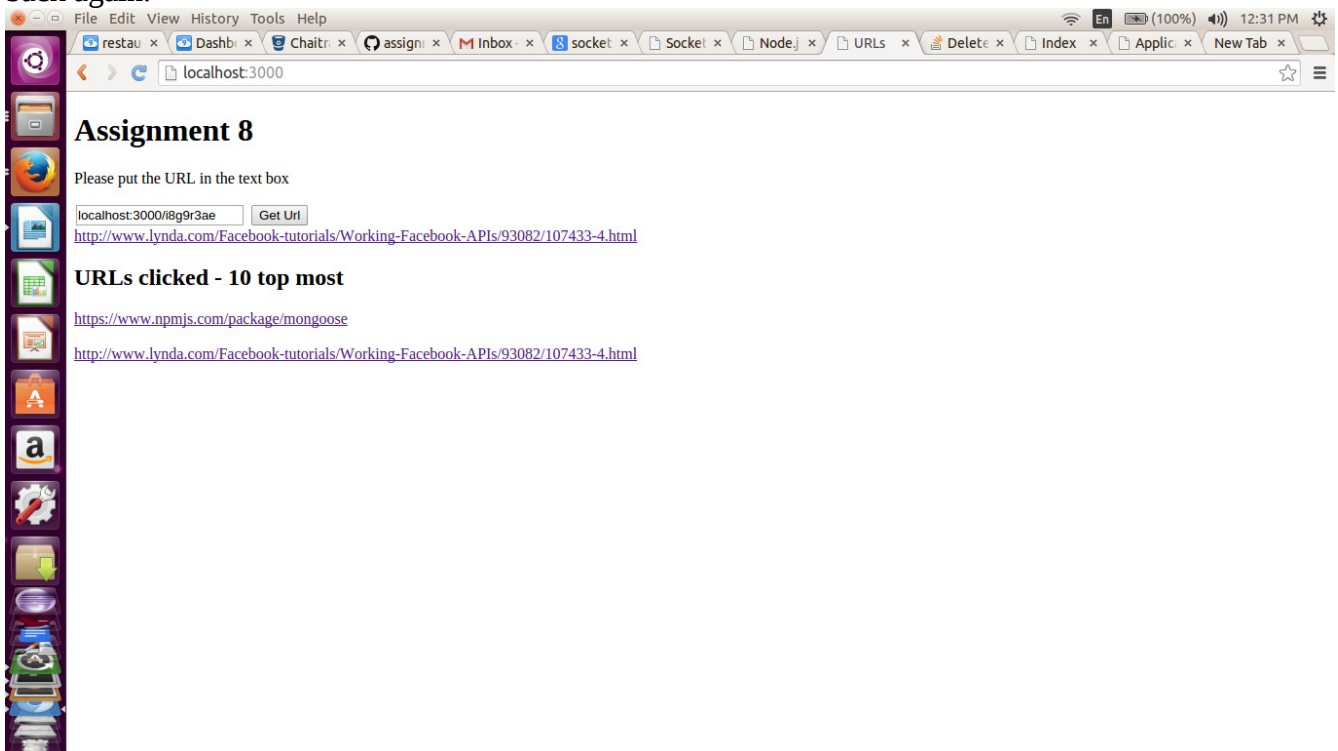 File Edit View History Tools Help En (100%) 12:31 PM
restau Dashb Chaitr Inbox socket Socket Node.j URLs Delete Index Applic New Tab
localhost:3000
Assignment 8
Please put the URL in the text box
localhost:3000/i8g9r3ae Get Url
http://www.lynda.com/Facebook-tutorials/Working-Facebook-APIs/93082/107433-4.html
URLs clicked - 10 top most
https://www.npmjs.com/package/mongoose
http://www.lynda.com/Facebook-tutorials/Working-Facebook-APIs/93082/107433-4.html